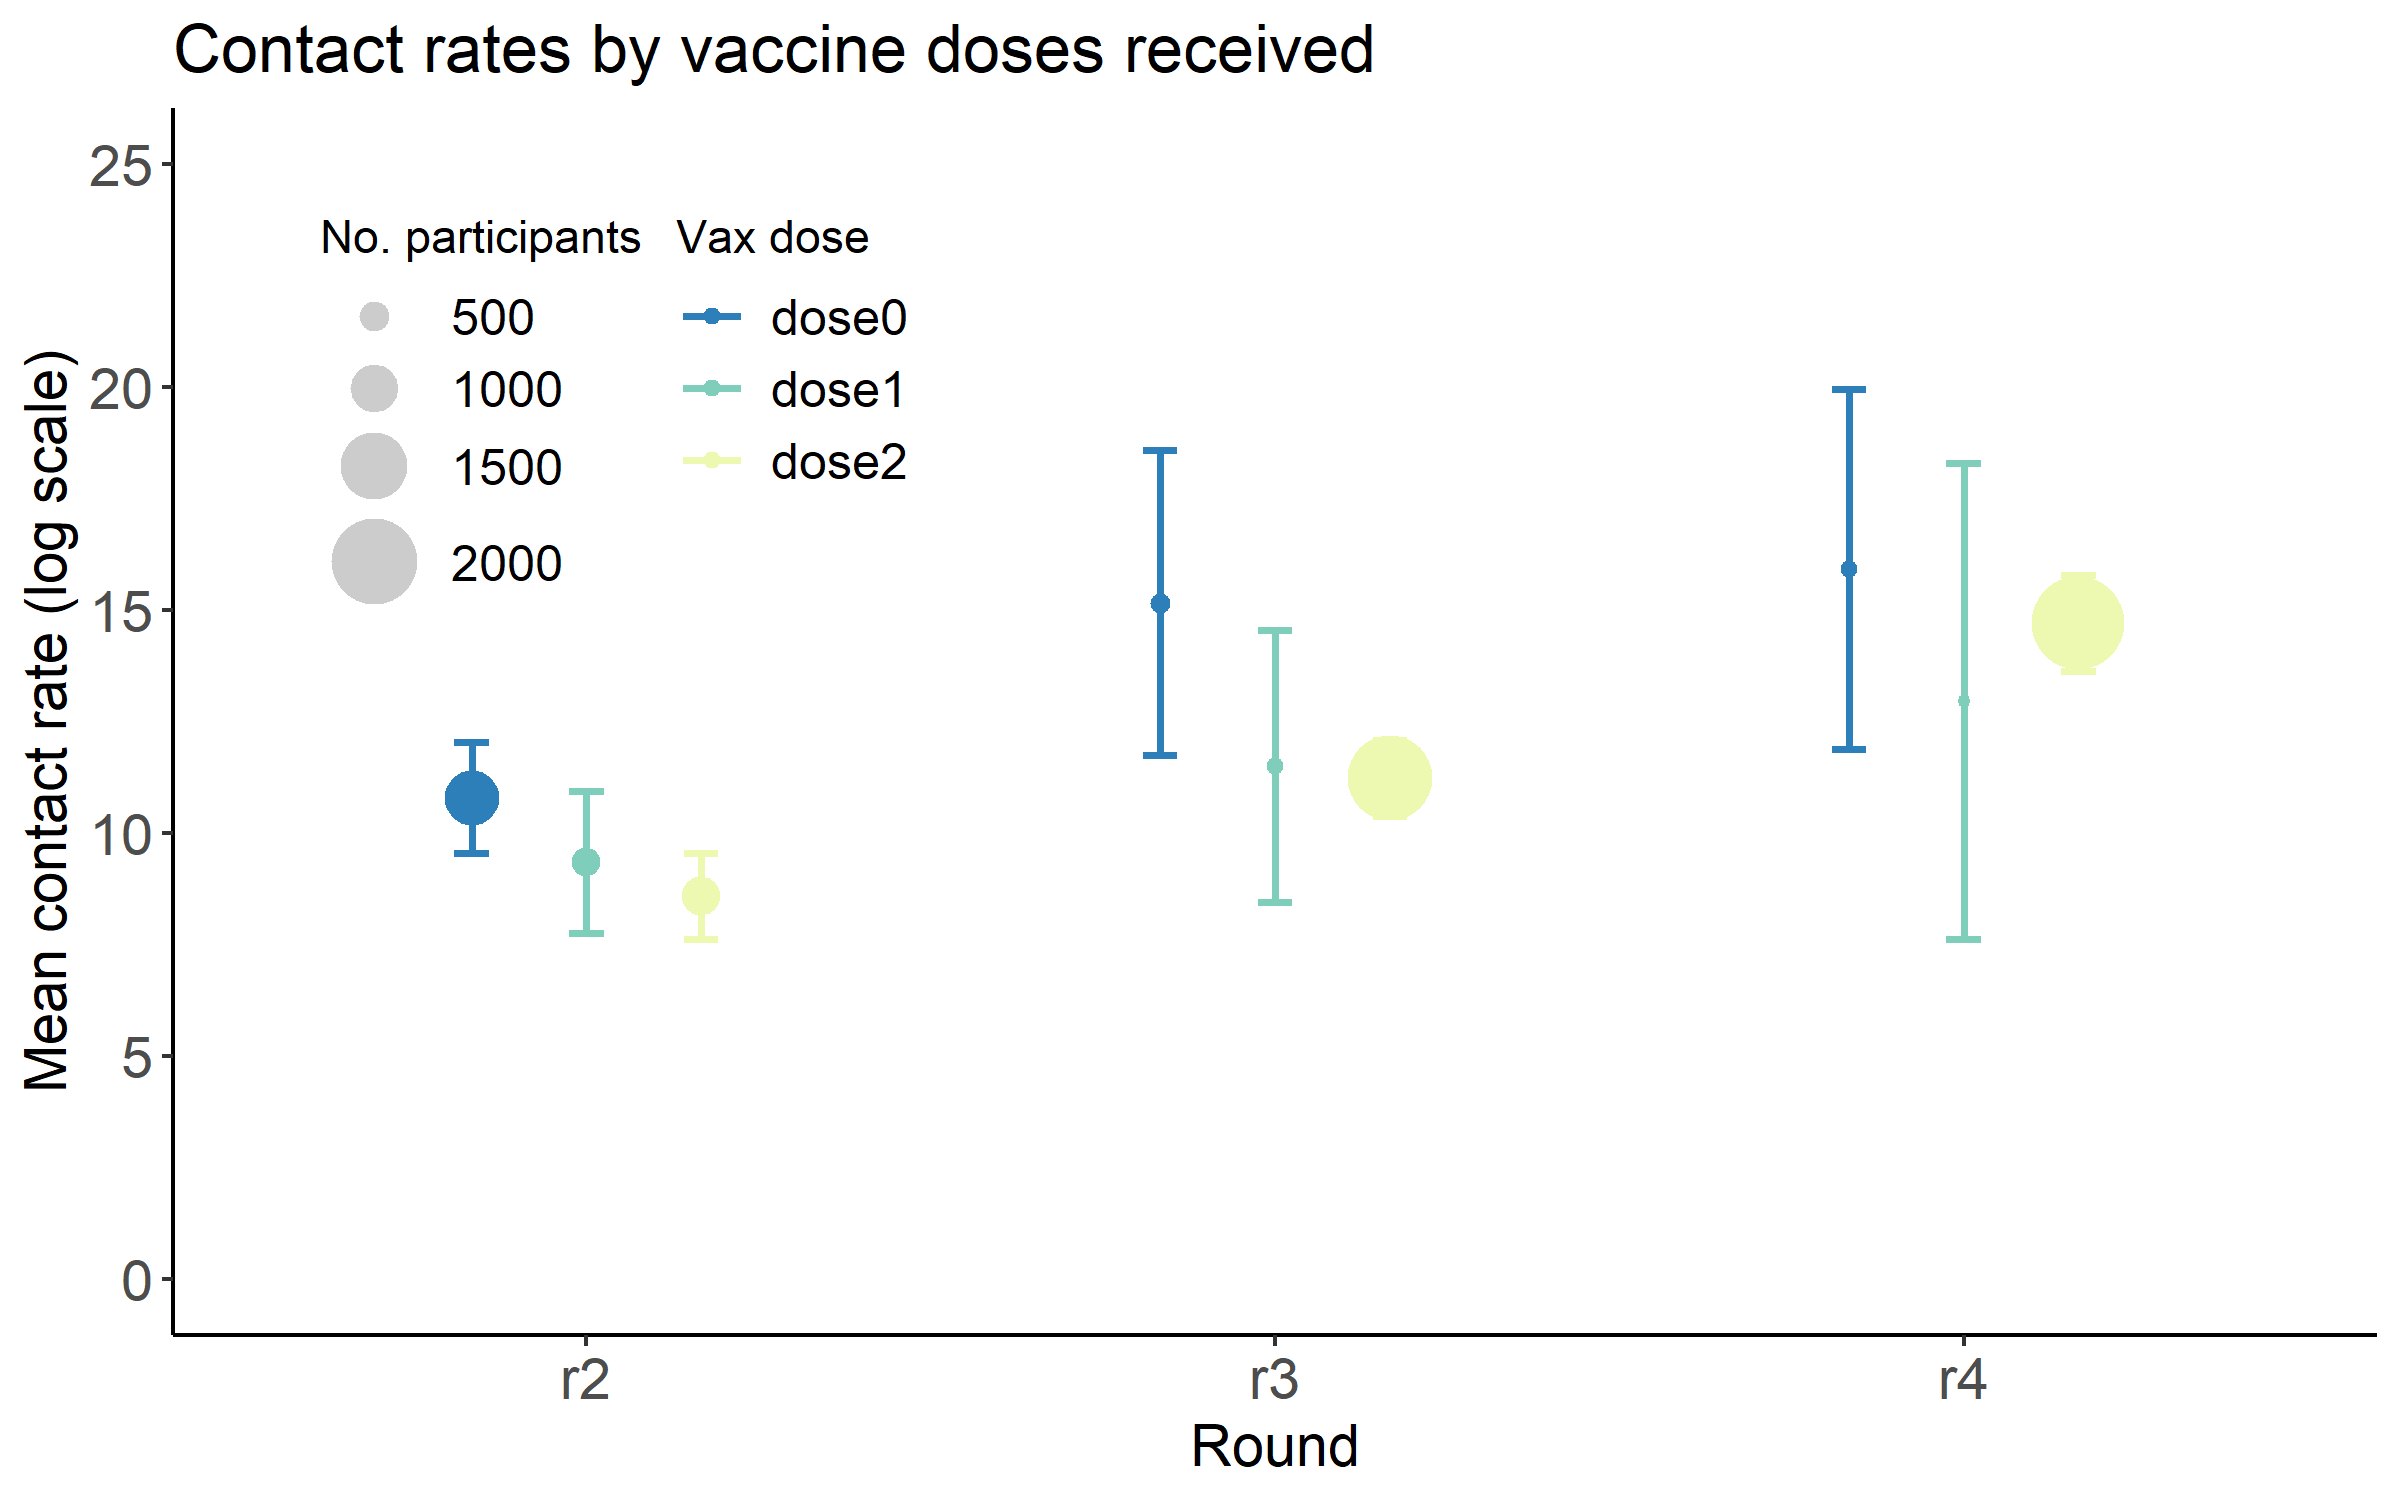 Contact rates by vaccine doses received
Mean contact rate (log scale)
25
20
15
10
5
0
No. participants
500
1000
1500
2000
Vax dose
dose0
dose1
dose2
r2
r3
r4
Round